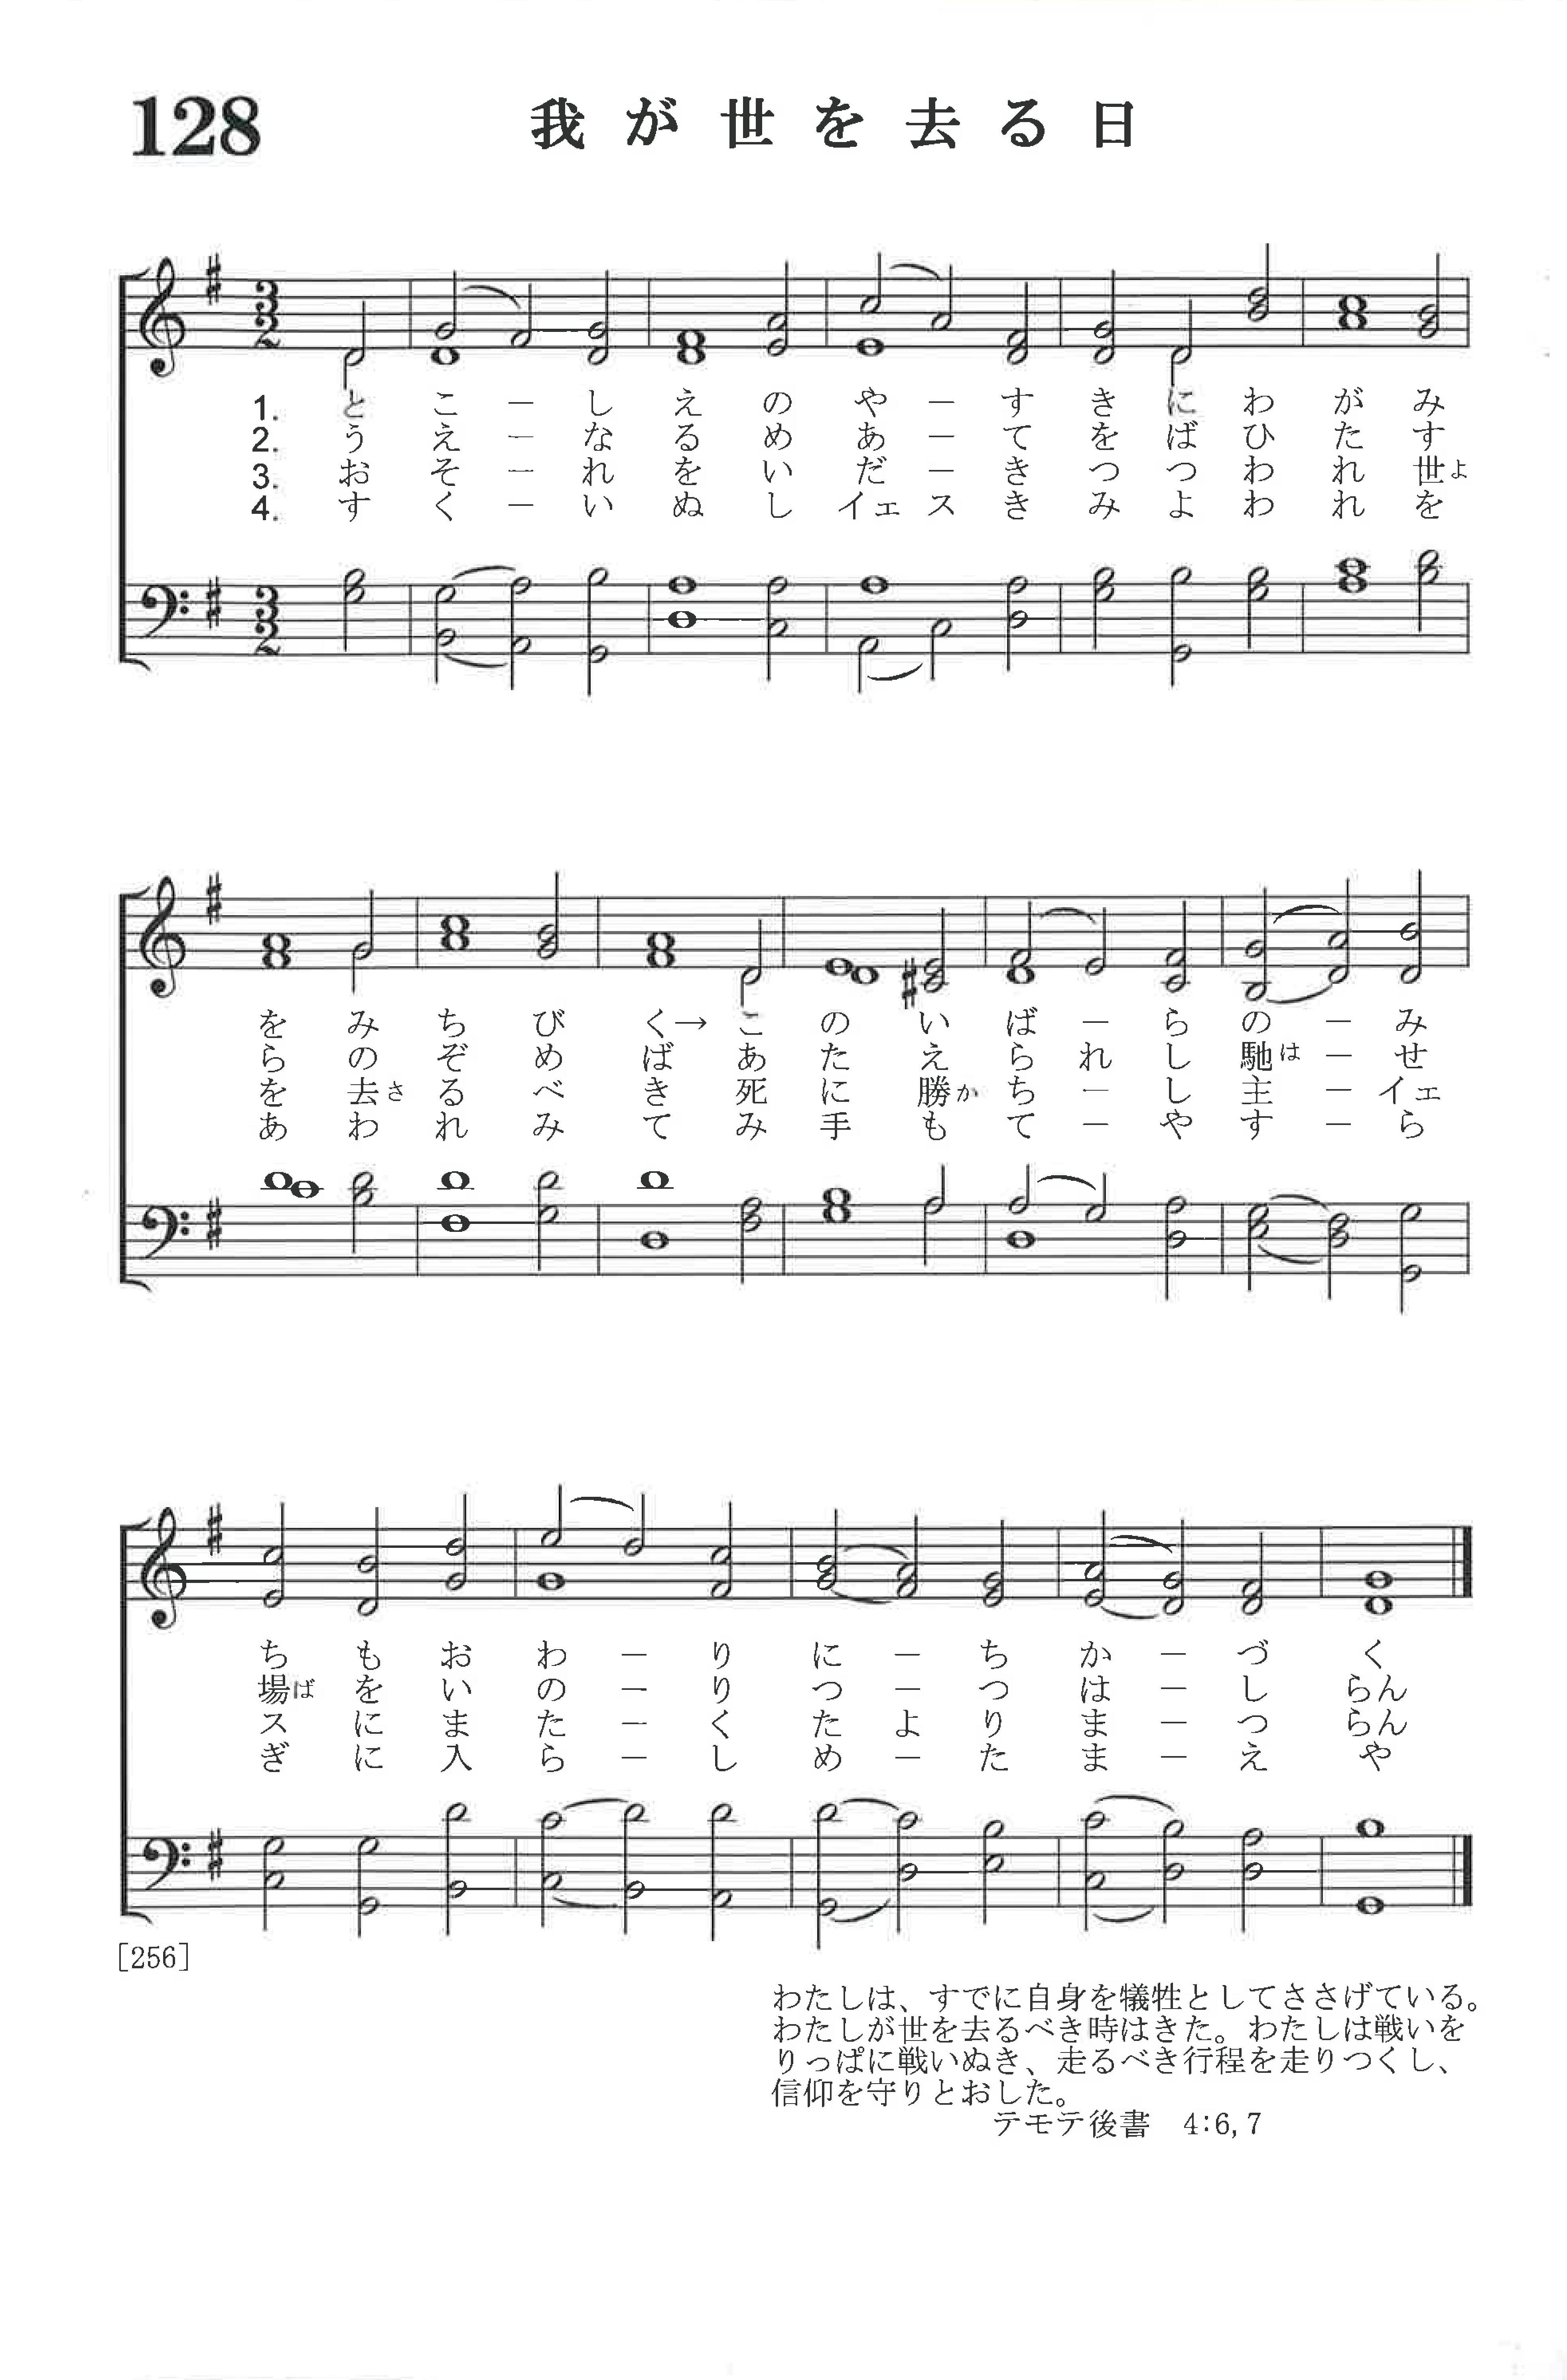 128 我が世を去る日
1. とこーしえのやーすきにわがみ
2. うえーなるめあーてをばひたす
3. おそーれをいだーきつつわれ世よ
4. すくーいぬしイェスきみよわれを
をみちびく→このいばーらのーみ
らのぞめばあたえられし馳はーせ
を去さるべき死に勝かちーし主ーイェ
あわれみてみ手もてーやすーら
ちもおわーりにーちかーづく
場ばをいのーりつーつはーしらん
スにまたーくたよりまーつらん
ぎに入らーしめーたまーえや
[256]
わたしは、すでに自身を犠牲としてささげている。
わたしが世を去るべき時はきた。わたしは戦いを
りっぱに戦いぬき、走るべき行程を走りつくし、
信仰を守りとおした。
テモテ後書 4:6,7